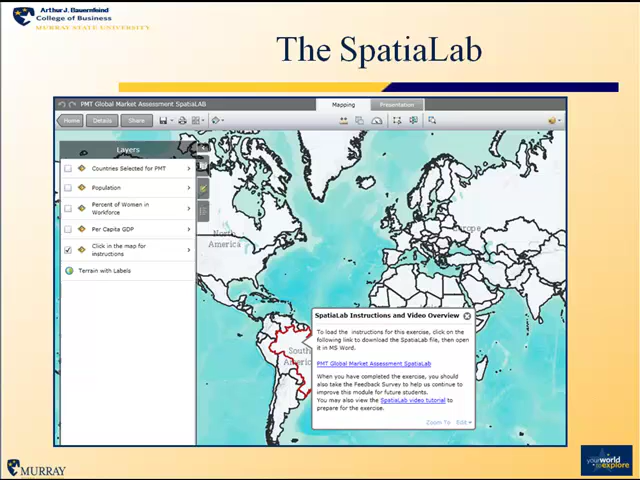 Arthur J. Bauernfeind
College of Business
MURRAY STATE UNIVERSITY
The SpatiaLab
PMT Global Market Assessment SpatiaLAB
Mapping
Presentation
Home
Details
Share
Layers
Countries Selected for PMT
Population
Percent of Women in
Workforce
Per Capita GDP
Click in the map for
instructions
Terrain with Labels
North
America
Europe
South
America
SpatiaLab Instructions and Video Overview
To load the instructions for this exercise, click on the
following link to download the SpatiaLab file, then open
it in MS Word.
PMT Global Market Assessment SpatiaLab
When you have completed the exercise, you should
also take the Feedback Survey to help us continue to
improve this module for future students.
You may also view the SpatiaLab video tutorial to
prepare for the exercise.
Zoom To
Edit
MURRAY
your world
to explore